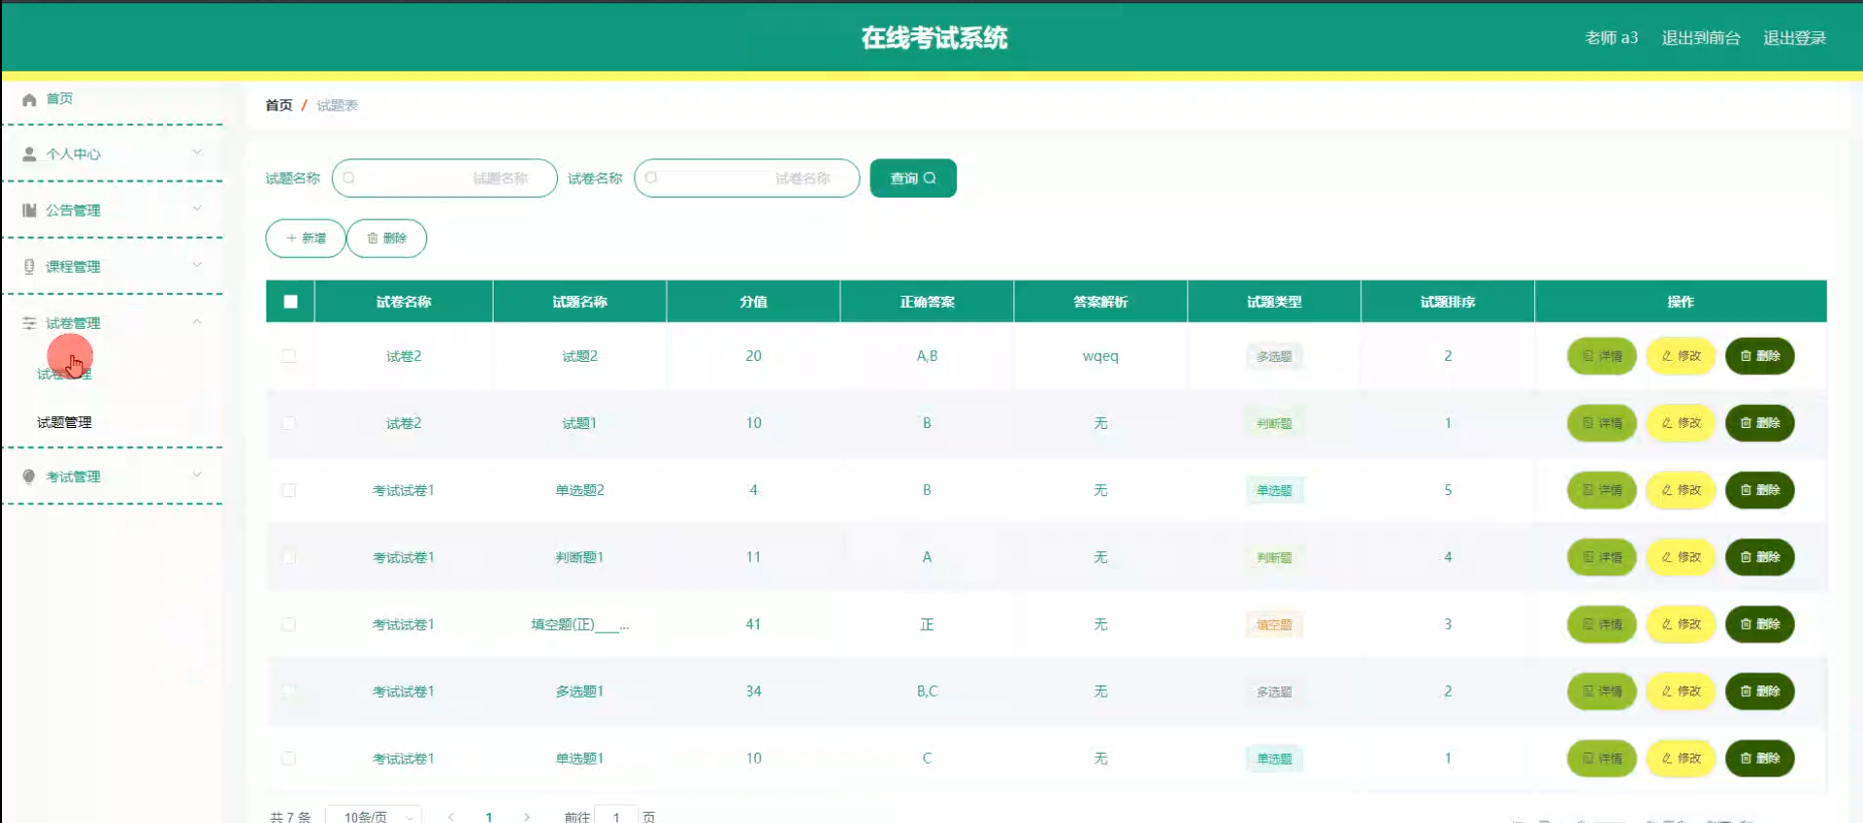 在线考试系统
老师 a3 退出到前台 退出登录
首页
个人中心
公告管理
课程管理
试卷管理
试卷管理
试题管理
考试管理
首页 / 试题表
试题名称 试题名称 试卷名称 试卷名称 查询
+ 新增 删除
试卷名称 试题名称 分值 正确答案 答案解析 试题类型 试题排序 操作
试卷2 试题2 20 A,B wqeq 多选题 2 详情 修改 删除
试卷2 试题1 10 B 无 判断题 1 详情 修改 删除
考试试卷1 单选题2 4 B 无 单选题 5 详情 修改 删除
考试试卷1 判断题1 11 A 无 判断题 4 详情 修改 删除
考试试卷1 填空题(正)___... 41 正 无 填空题 3 详情 修改 删除
考试试卷1 多选题1 34 B,C 无 多选题 2 详情 修改 删除
考试试卷1 单选题1 10 C 无 单选题 1 详情 修改 删除
共 7 条 10条/页 < 1 > 前往 1 页